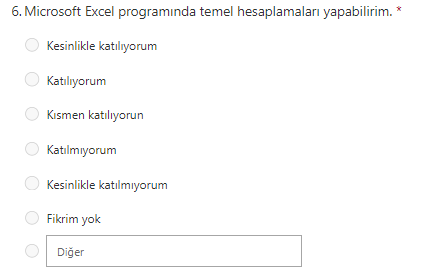 6. Microsoft Excel programında temel hesaplamaları yapabilirim. *
Kesinlikle katılıyorum
Katılıyorum
Kısmen katılıyorun
Katılmıyorum
Kesinlikle katılmıyorum
Fikrim yok
Diğer